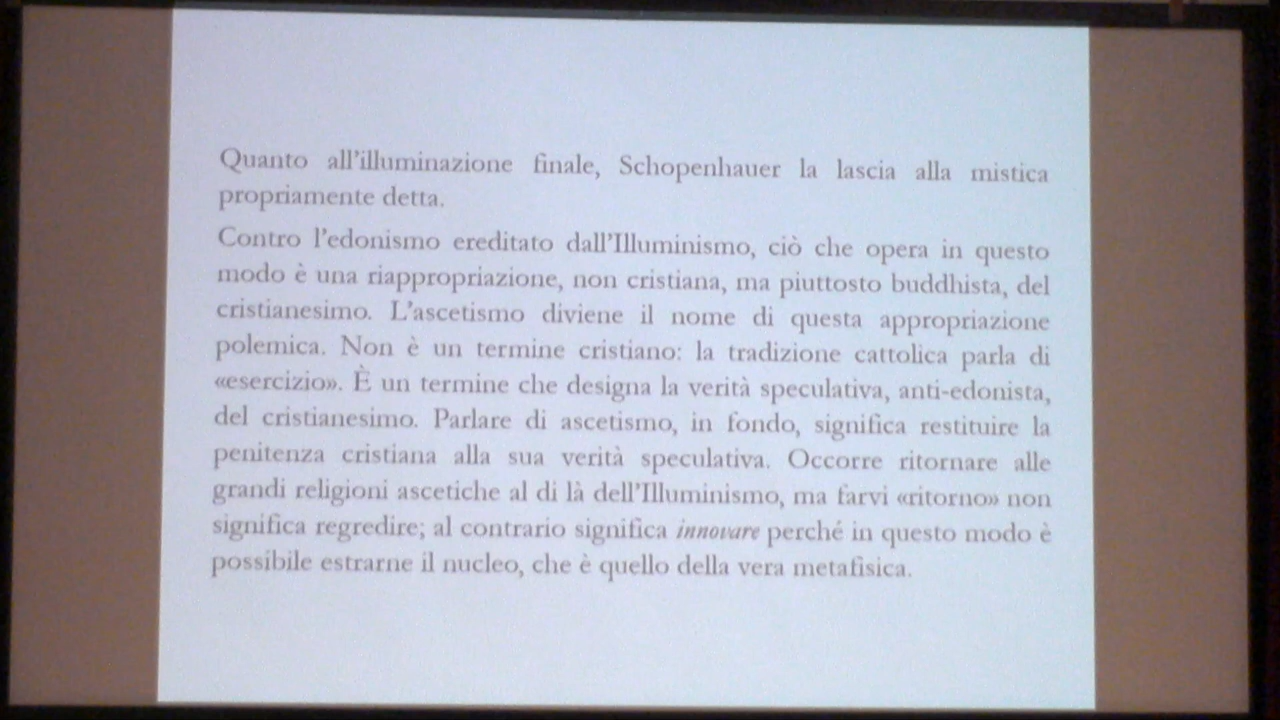 Quanto all’illuminazione finale, Schopenhauer la lascia alla mistica
propriamente detta.
Contro l’edonismo ereditato dall’Illuminismo, ciò che opera in questo
modo è una riappropriazione, non cristiana, ma piuttosto buddhista, del
cristianesimo. L’ascetismo diviene il nome di questa appropriazione
polemica. Non è un termine cristiano: la tradizione cattolica parla di
«esercizio». È un termine che designa la verità speculativa, anti-edonista,
del cristianesimo. Parlare di ascetismo, in fondo, significa restituire la
penitenza cristiana alla sua verità speculativa. Occorre ritornare alle
grandi religioni ascetiche al di là dell’Illuminismo, ma farvi «ritorno» non
significa regredire; al contrario significa innovare perché in questo modo è
possibile estrarne il nucleo, che è quello della vera metafisica.